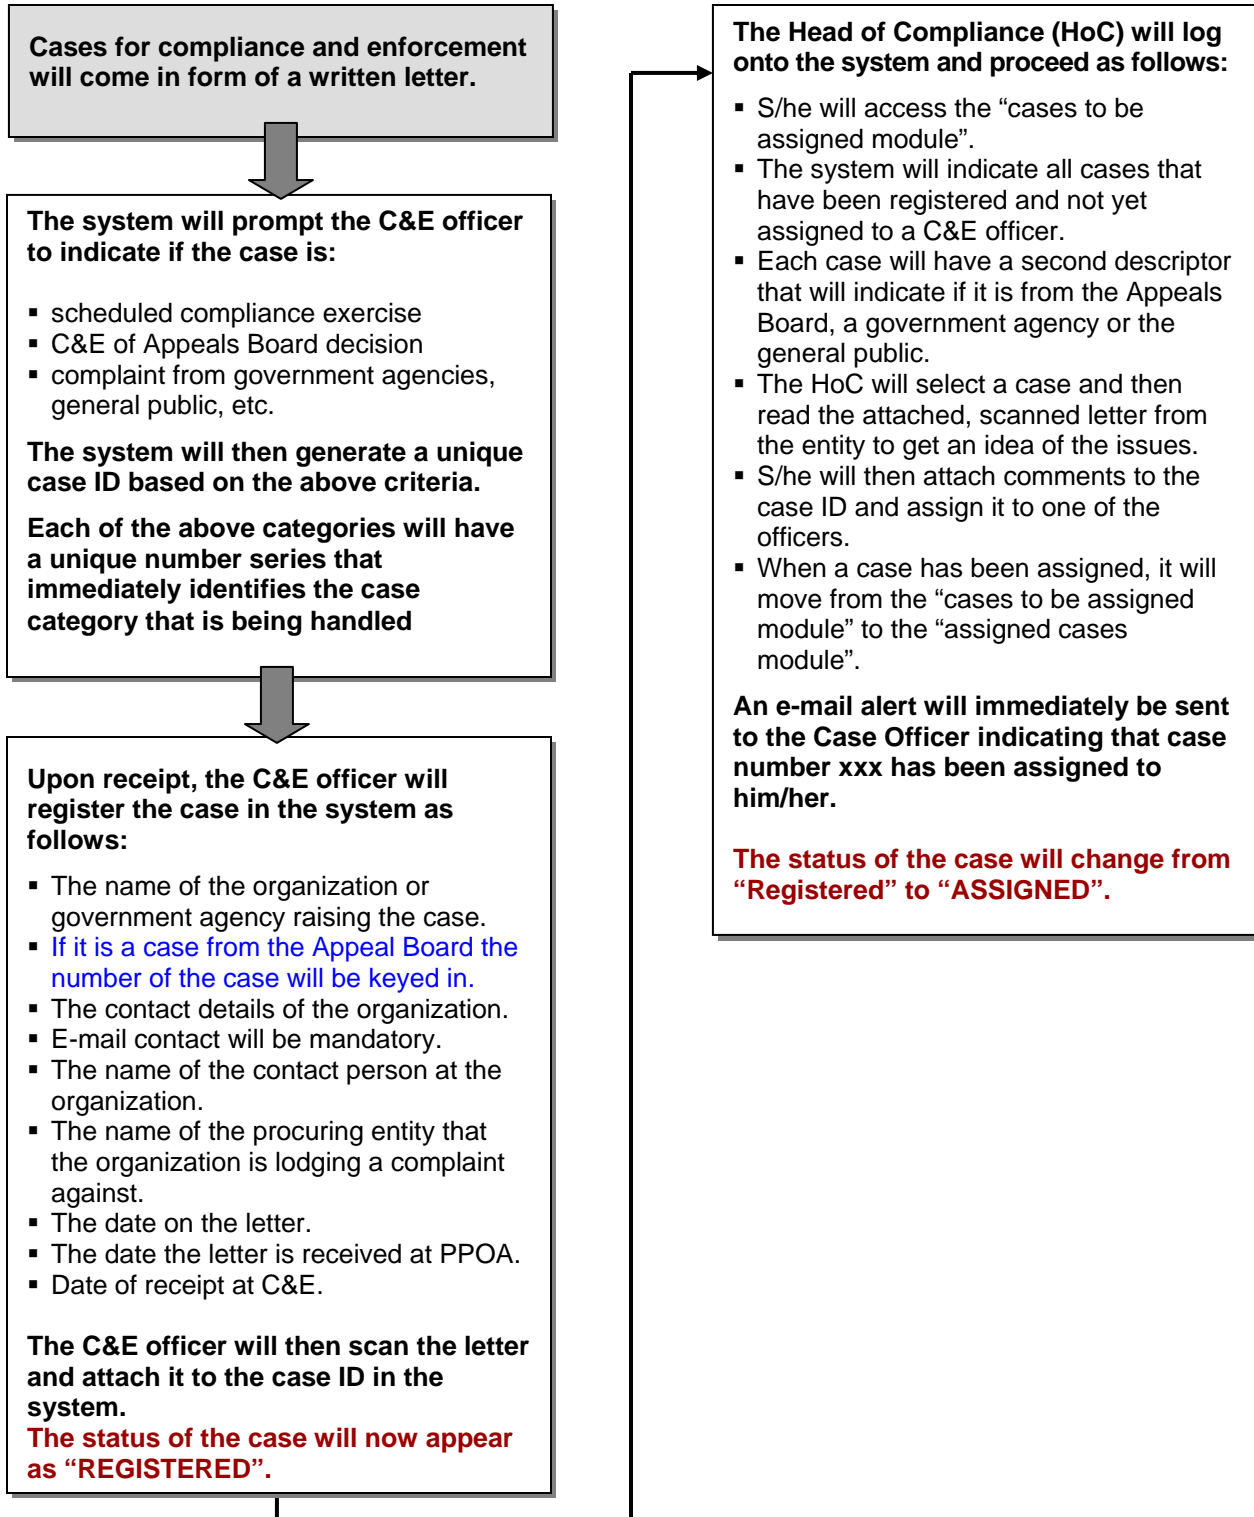 Cases for compliance and enforcement
will come in form of a written letter.
The system will prompt the C&E officer
to indicate if the case is:
▪ scheduled compliance exercise
▪ C&E of Appeals Board decision
▪ complaint from government agencies,
general public, etc.
The system will then generate a unique
case ID based on the above criteria.
Each of the above categories will have
a unique number series that
immediately identifies the case
category that is being handled
Upon receipt, the C&E officer will
register the case in the system as
follows:
▪ The name of the organization or
government agency raising the case.
▪ If it is a case from the Appeal Board the
number of the case will be keyed in.
▪ The contact details of the organization.
▪ E-mail contact will be mandatory.
▪ The name of the contact person at the
organization.
▪ The name of the procuring entity that
the organization is lodging a complaint
against.
▪ The date on the letter.
▪ The date the letter is received at PPOA.
▪ Date of receipt at C&E.
The C&E officer will then scan the letter
and attach it to the case ID in the
system.
The status of the case will now appear
as “REGISTERED”.
The Head of Compliance (HoC) will log
onto the system and proceed as follows:
▪ S/he will access the “cases to be
assigned module”.
▪ The system will indicate all cases that
have been registered and not yet
assigned to a C&E officer.
▪ Each case will have a second descriptor
that will indicate if it is from the Appeals
Board, a government agency or the
general public.
▪ The HoC will select a case and then
read the attached, scanned letter from
the entity to get an idea of the issues.
▪ S/he will then attach comments to the
case ID and assign it to one of the
officers.
▪ When a case has been assigned, it will
move from the “cases to be assigned
module” to the “assigned cases
module”.
An e-mail alert will immediately be sent
to the Case Officer indicating that case
number xxx has been assigned to
him/her.
The status of the case will change from
“Registered” to “ASSIGNED”.